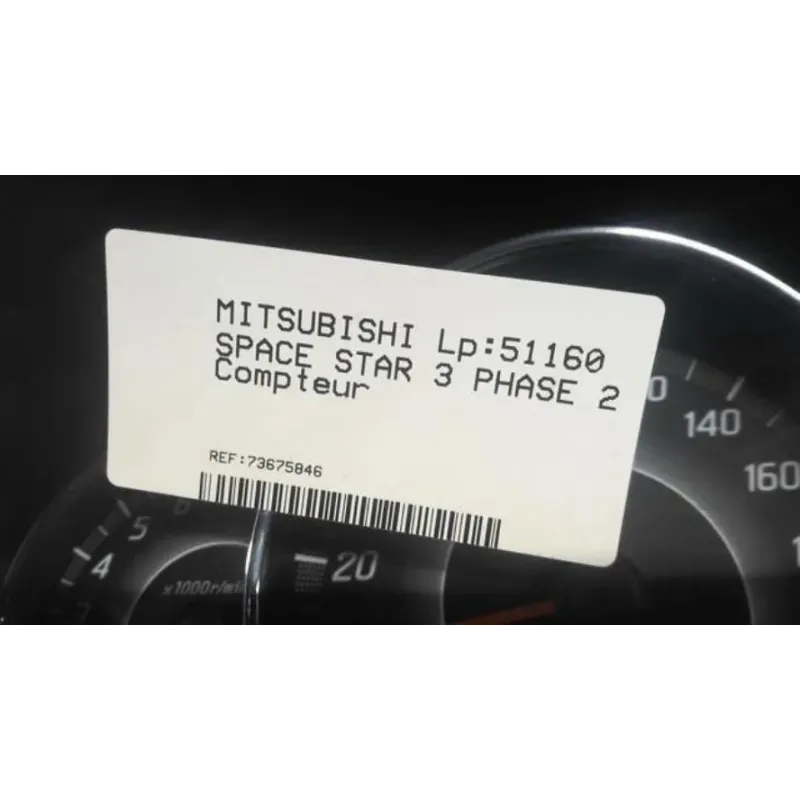 MITSUBISHI Lp:51160
SPACE STAR 3 PHASE 2
Compteur
REF:73675846
140
160
5
4
x1000r/min
20